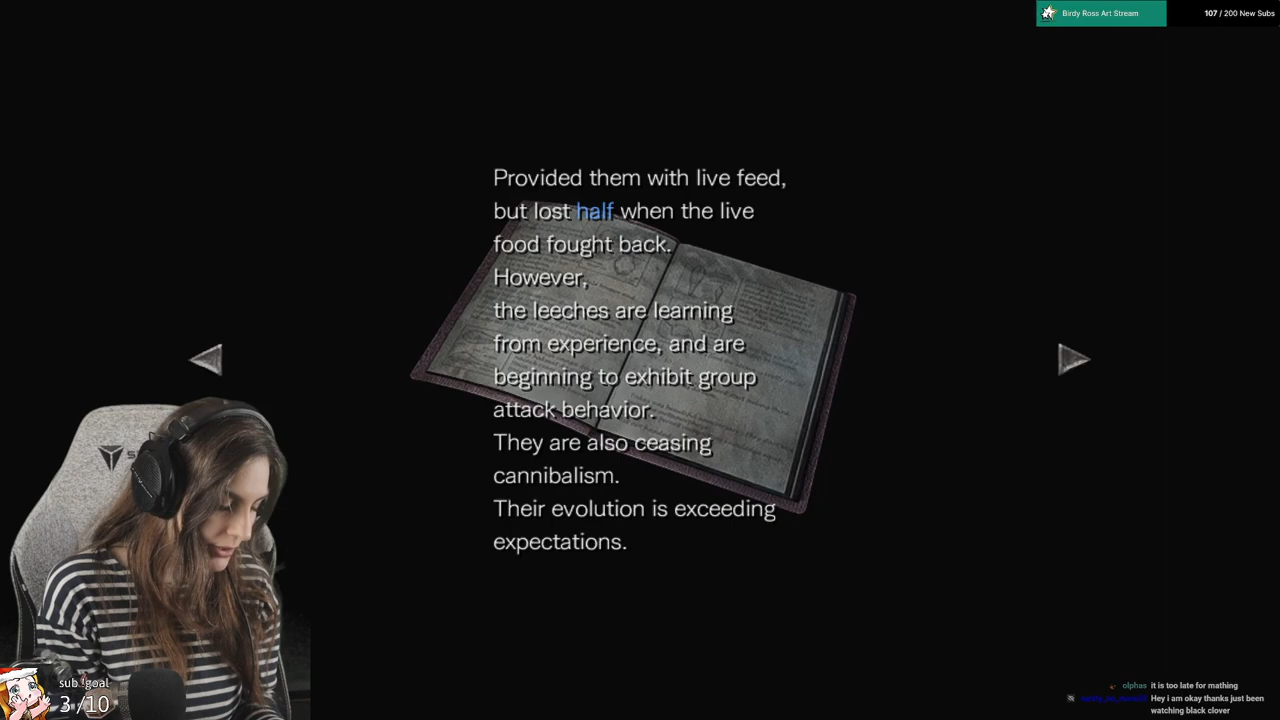 Birdy Ross Art Stream
107 / 200 New Subs
Provided them with live feed,
but lost half when the live
food fought back.
However,
the leeches are learning
from experience, and are
beginning to exhibit group
attack behavior.
They are also ceasing
cannibalism.
Their evolution is exceeding
expectations.
sub_goal
3 /10
olphas it is too late for mathing
Hey i am okay thanks just been
watching black clover